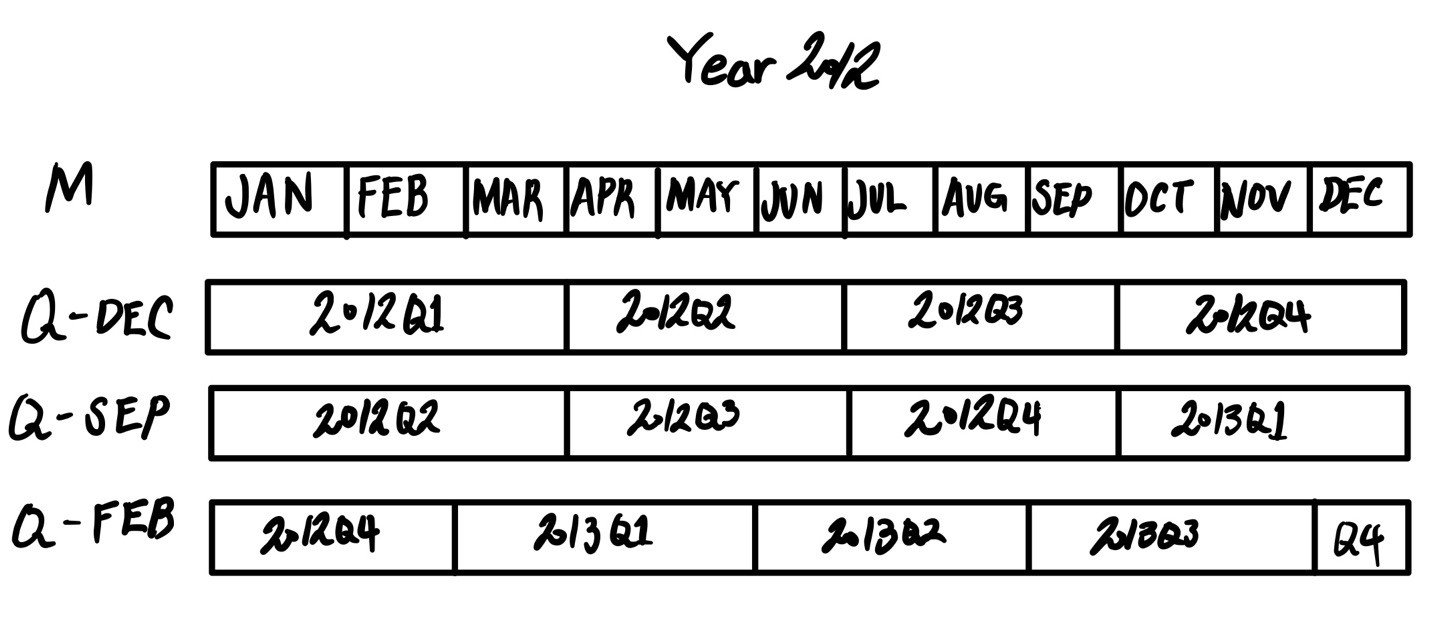 Year 2012
M JAN FEB MAR APR MAY JUN JUL AUG SEP OCT NOV DEC
Q-DEC 2012Q1 2012Q2 2012Q3 2012Q4
Q-SEP 2012Q2 2012Q3 2012Q4 2013Q1
Q-FEB 2012Q4 2013Q1 2013Q2 2013Q3 Q4